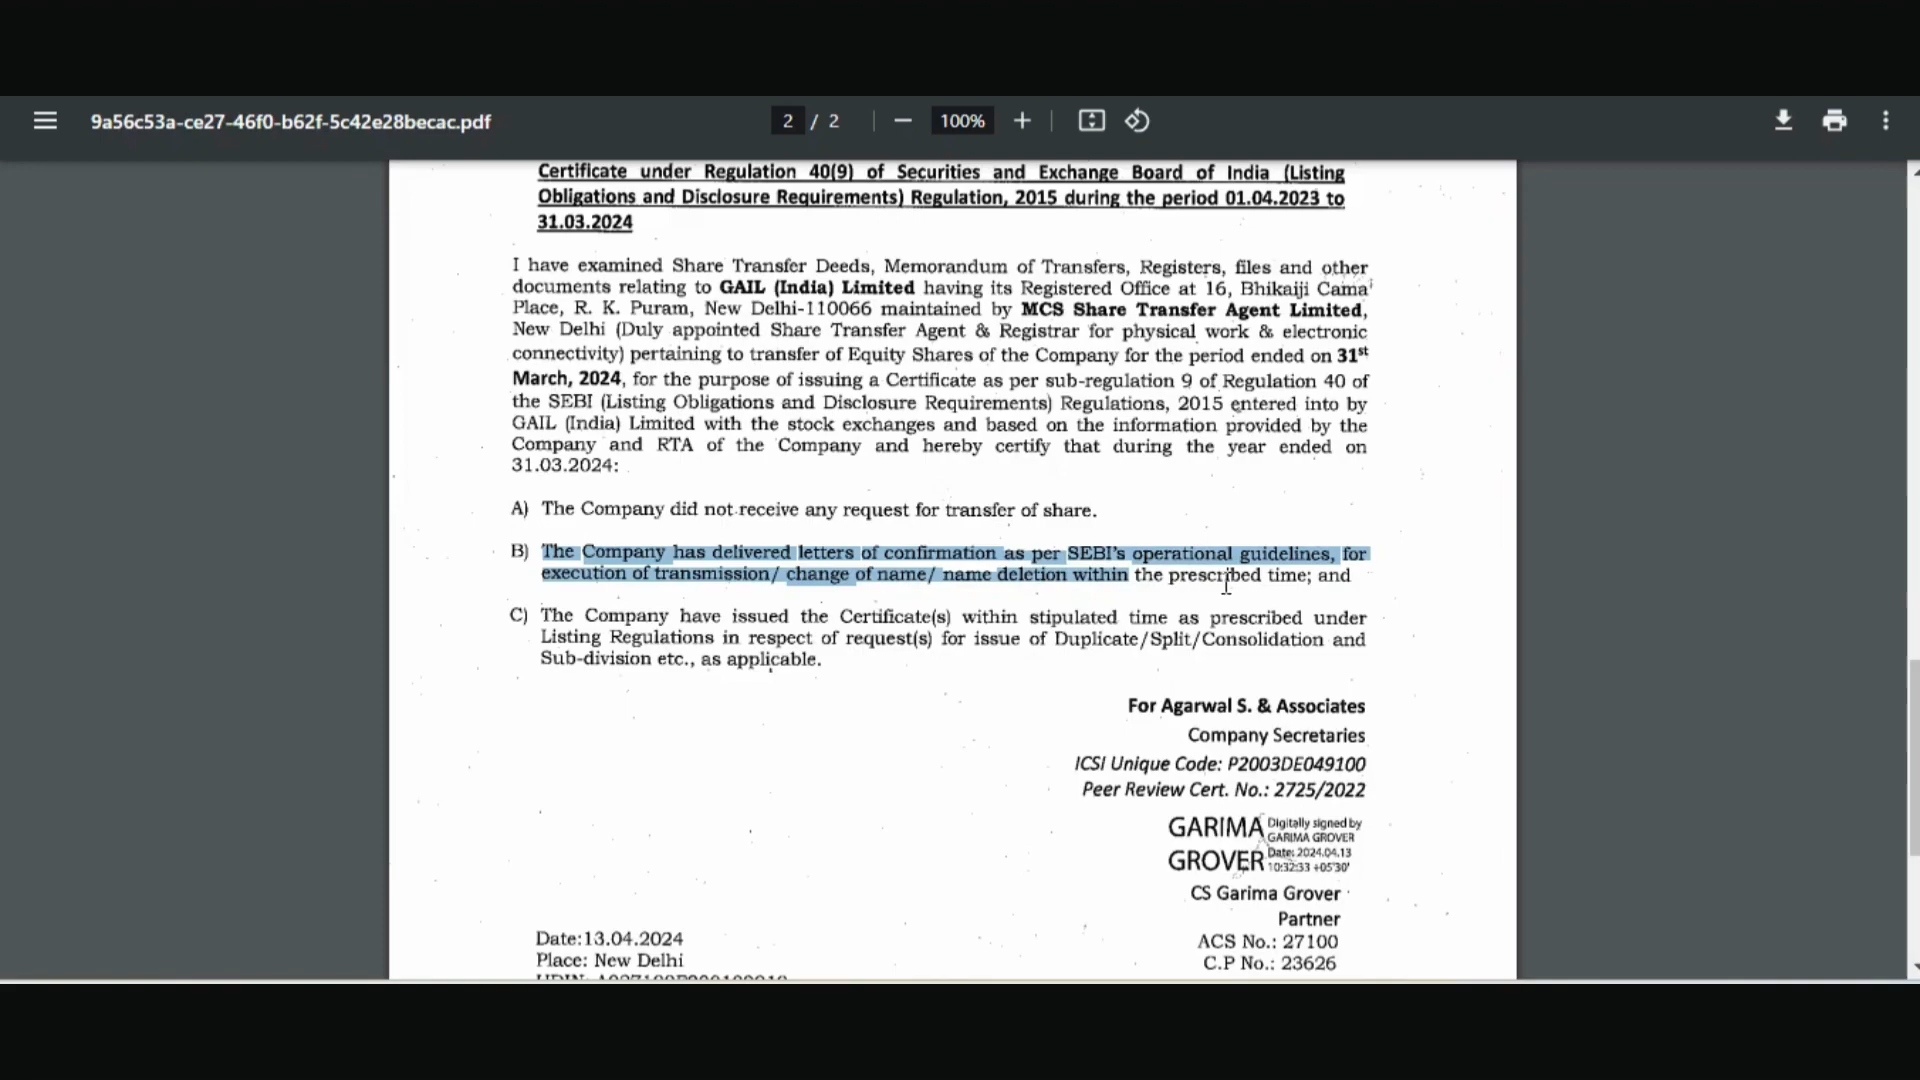 9a56c53a-ce27-46f0-b62f-5c42e28becac.pdf
2 / 2
100%
Certificate under Regulation 40(9) of Securities and Exchange Board of India (Listing
Obligations and Disclosure Requirements) Regulation, 2015 during the period 01.04.2023 to
31.03.2024
I have examined Share Transfer Deeds, Memorandum of Transfers, Registers, files and other
documents relating to GAIL (India) Limited having its Registered Office at 16, Bhikaiji Cama
Place, R. K. Puram, New Delhi-110066 maintained by MCS Share Transfer Agent Limited,
New Delhi (Duly appointed Share Transfer Agent & Registrar for physical work & electronic
connectivity) pertaining to transfer of Equity Shares of the Company for the period ended on 31st
March, 2024, for the purpose of issuing a Certificate as per sub-regulation 9 of Regulation 40 of
the SEBI (Listing Obligations and Disclosure Requirements) Regulations, 2015 entered into by
GAIL (India) Limited with the stock exchanges and based on the information provided by the
Company and RTA of the Company and hereby certify that during the year ended on
31.03.2024:
A) The Company did not receive any request for transfer of share.
B) The Company has delivered letters of confirmation as per SEBI's operational guidelines, for
execution of transmission/ change of name/ name deletion within the prescribed time; and
C) The Company have issued the Certificate(s) within stipulated time as prescribed under
Listing Regulations in respect of request(s) for issue of Duplicate/Split/Consolidation and
Sub-division etc., as applicable.
For Agarwal S. & Associates
Company Secretaries
ICSI Unique Code: P2003DE049100
Peer Review Cert. No.: 2725/2022
GARIMA
GROVER
Digitally signed by
GARIMA GROVER
Date: 2024.04.13
10:32:33 +05'30'
CS Garima Grover
Partner
ACS No.: 27100
C.P No.: 23626
Date:13.04.2024
Place: New Delhi